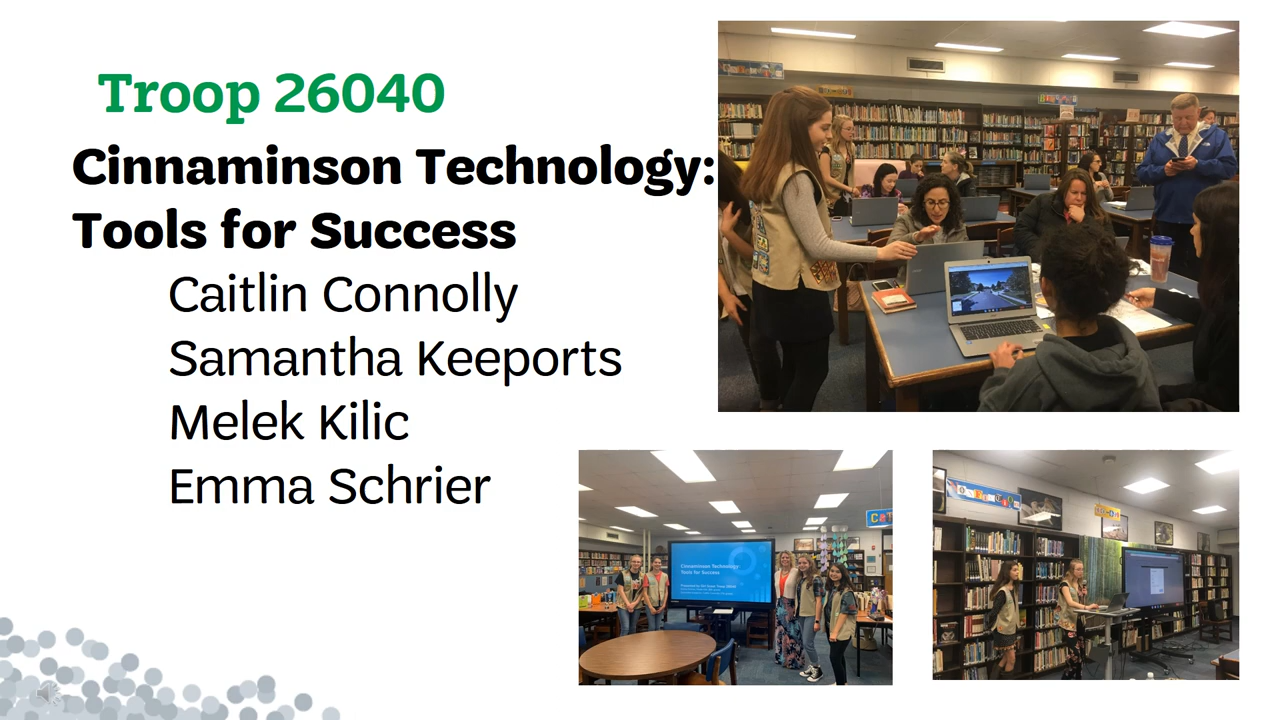 Troop 26040
Cinnaminson Technology:
Tools for Success
Caitlin Connolly
Samantha Keeports
Melek Kilic
Emma Schrier
Cinnaminson Technology:
Tools for Success